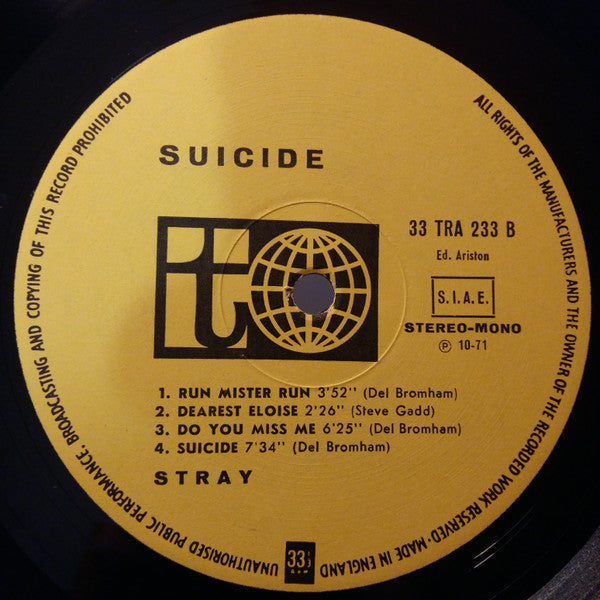 SUICIDE
to
33 TRA 233 B
Ed. Ariston
S.I.A.E.
STEREO-MONO
Ⓟ 10-71
1. RUN MISTER RUN 3'52'' (Del Bromham)
2. DEAREST ELOISE 2'26'' (Steve Gadd)
3. DO YOU MISS ME 6'25'' (Del Bromham)
4. SUICIDE 7'34'' (Del Bromham)
STRAY
ALL RIGHTS OF THE MANUFACTURERS AND THE OWNER OF THE RECORDED WORK RESERVED · MADE IN ENGLAND
33⅓
UNAUTHORISED PUBLIC PERFORMANCE, BROADCASTING AND COPYING OF THIS RECORD PROHIBITED